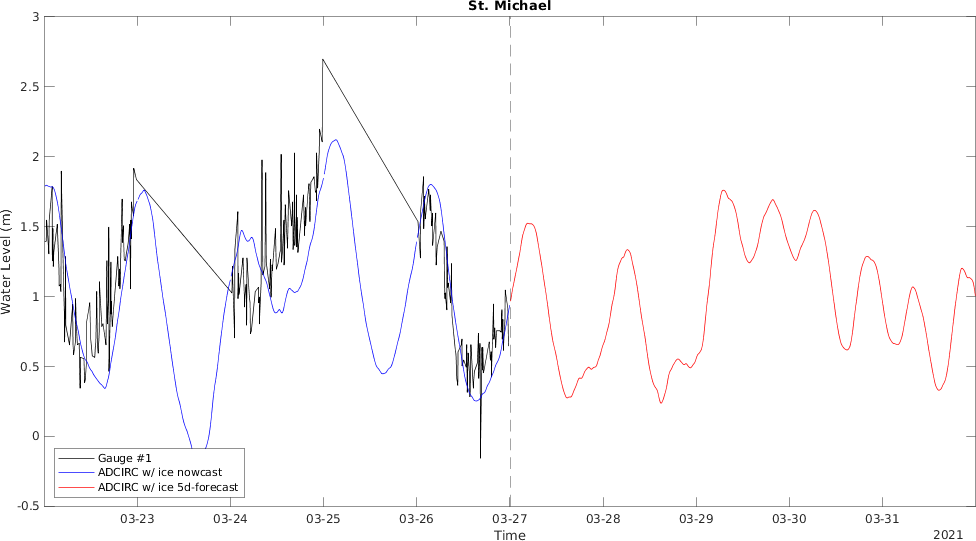 St. Michael
3
2.5
2
1.5
1
0.5
0
-0.5
Water Level (m)
Gauge #1
ADCIRC w/ ice nowcast
ADCIRC w/ ice 5d-forecast
03-23 03-24 03-25 03-26 03-27 03-28 03-29 03-30 03-31
Time
2021